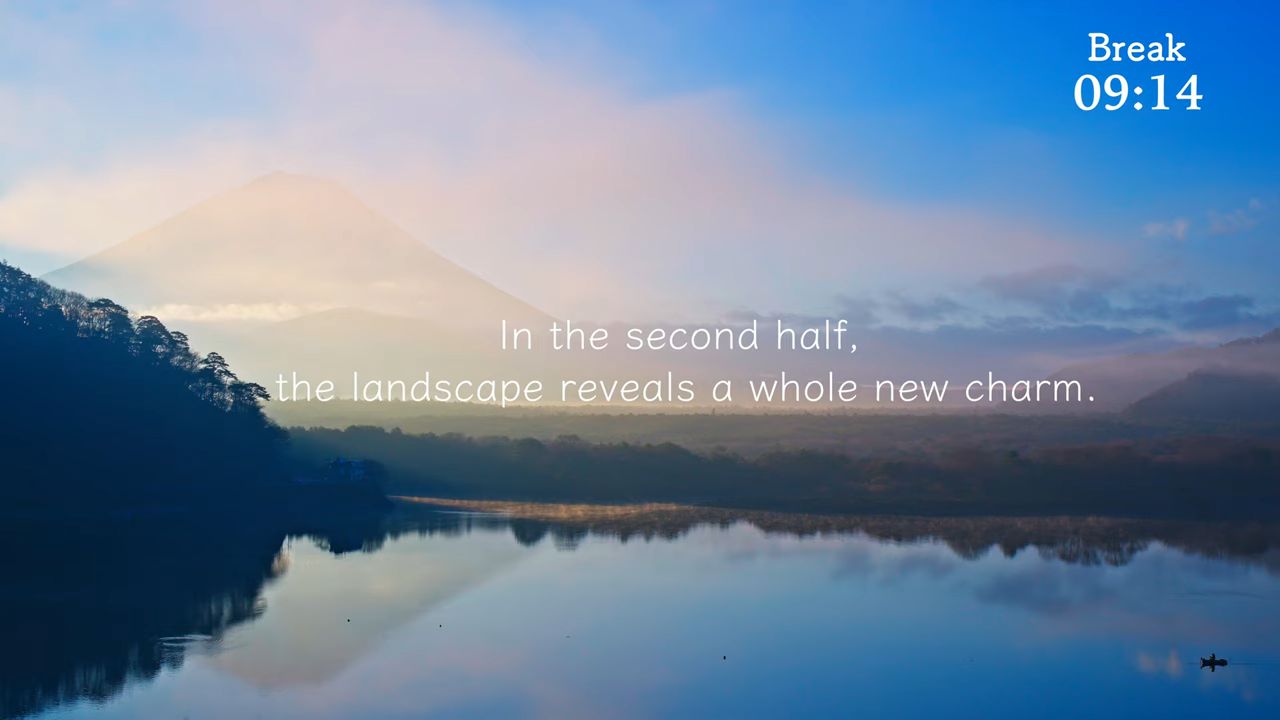 Break
09:14
In the second half,
the landscape reveals a whole new charm.